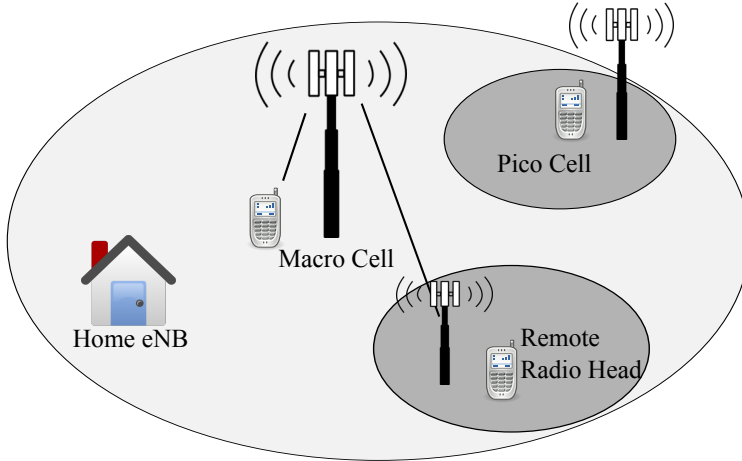 Pico Cell
Macro Cell
Home eNB
Remote
Radio Head